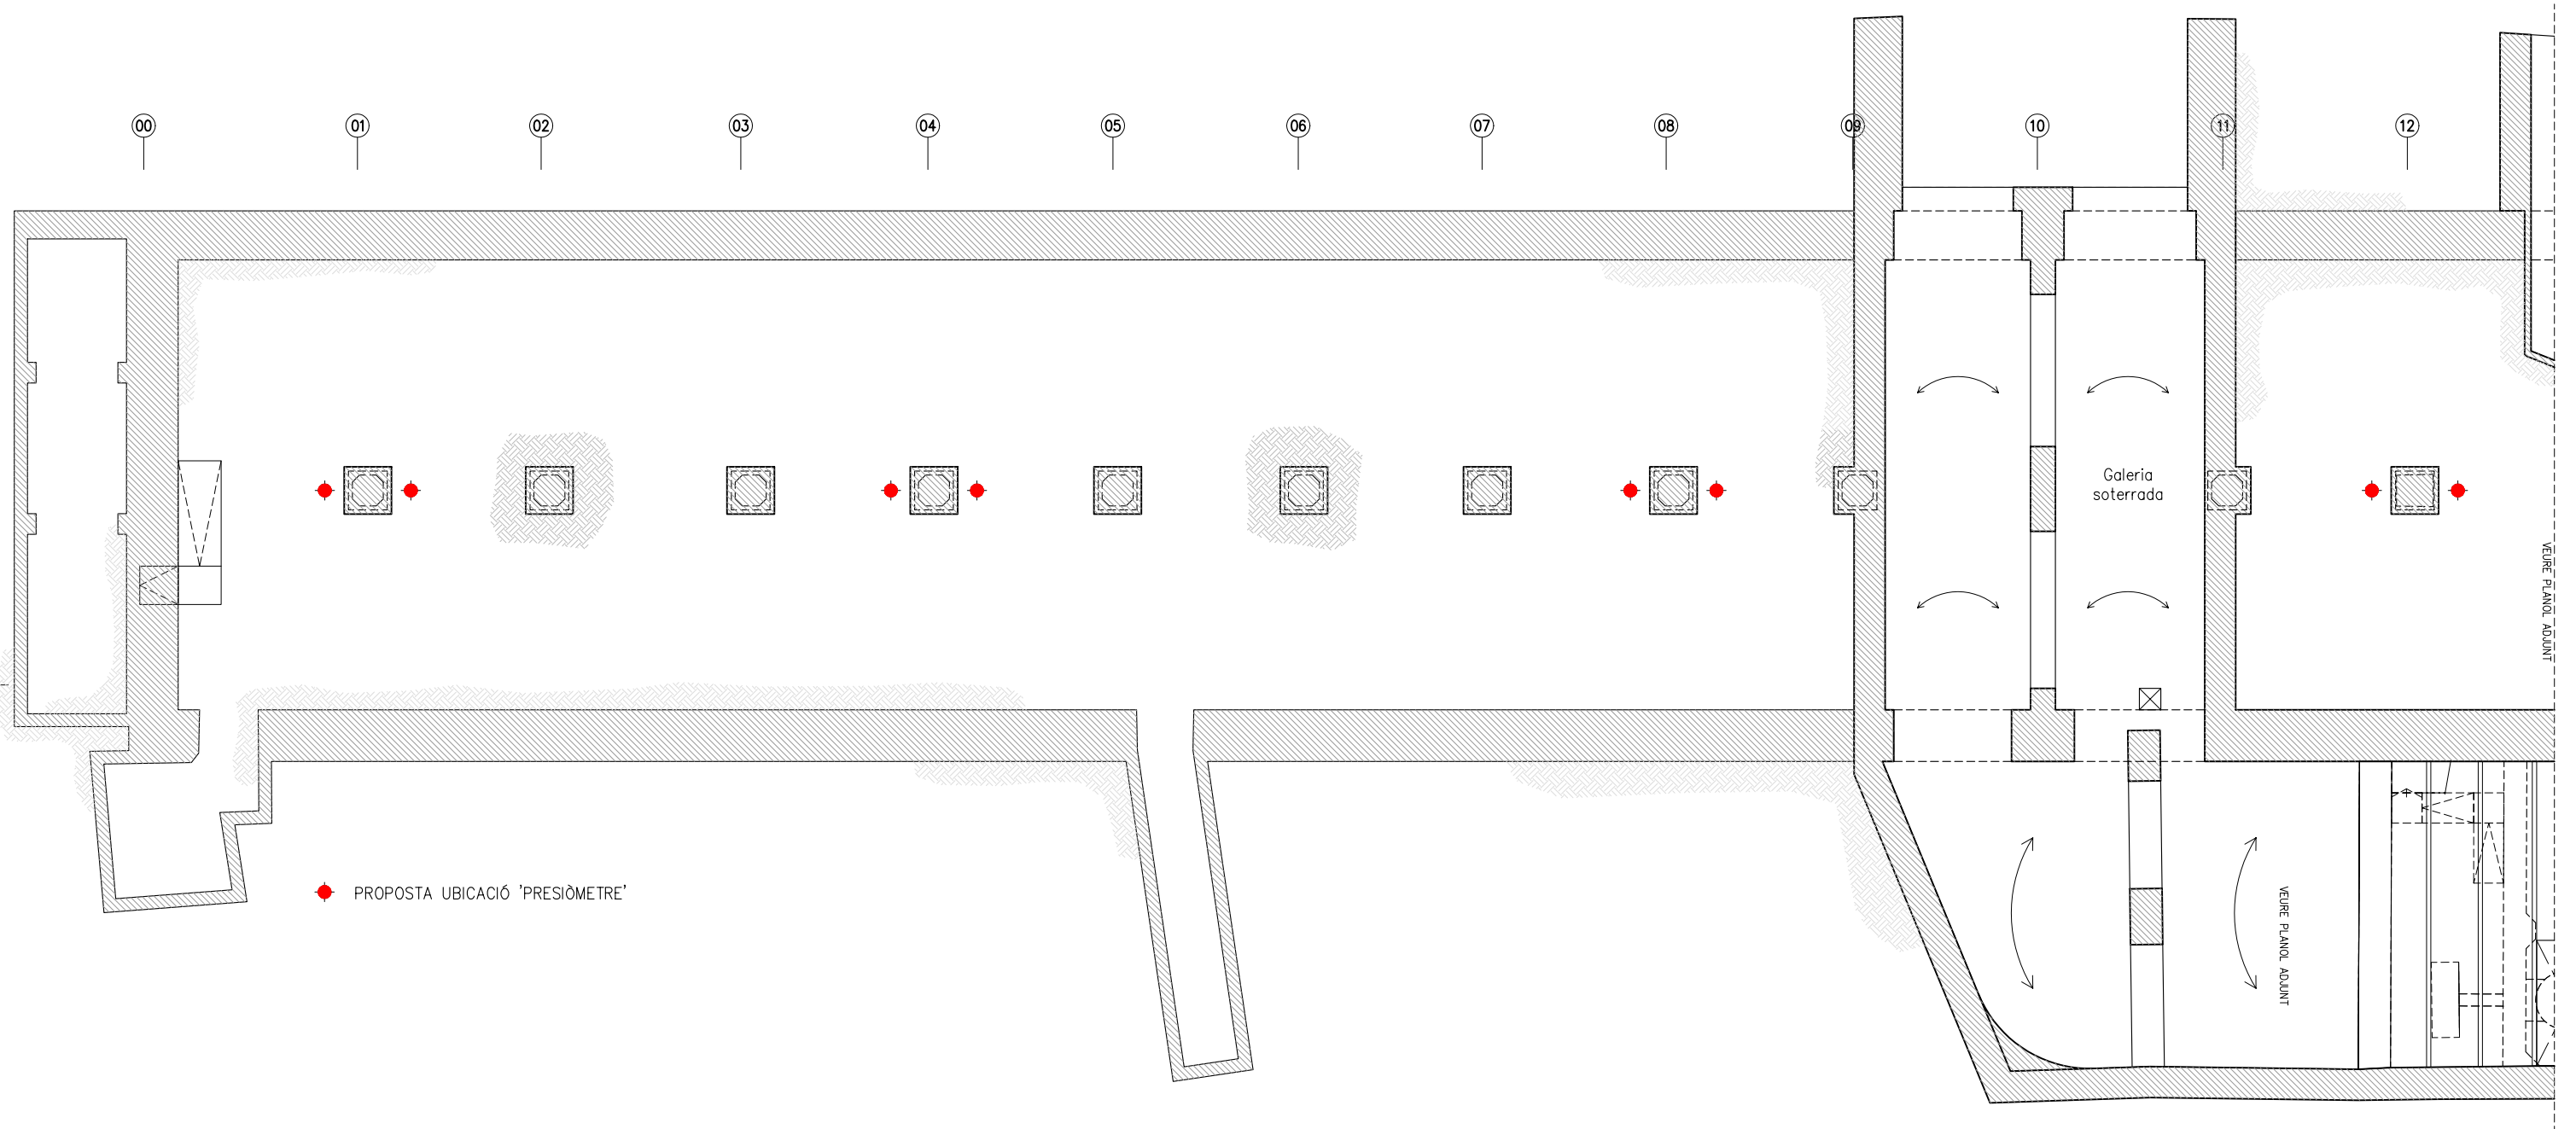 00 01 02 03 04 05 06 07 08 09 10 11 12
Galeria
soterrada
VEURE PLANOL ADJUNT
PROPOSTA UBICACIÓ 'PRESIÒMETRE'
VEURE PLANOL ADJUNT